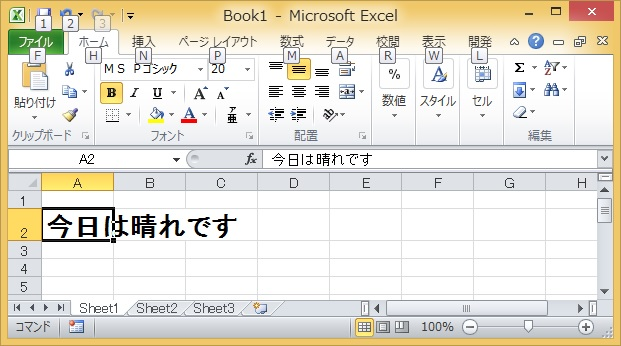 Book1 - Microsoft Excel
1 2 3
ファイル ホーム 挿入 ページ レイアウト 数式 データ 校閲 表示 開発
F H N P M A R W L
貼り付け
クリップボード
ＭＳ Ｐゴシック 20
B I U A A
A A 亜
フォント
配置
%
数値
A
スタイル
セル
Σ A Z
編集
A2 fx 今日は晴れです
A B C D E F G H
1
2 今日は晴れです
3
4
5
Sheet1 Sheet2 Sheet3
コマンド 100%